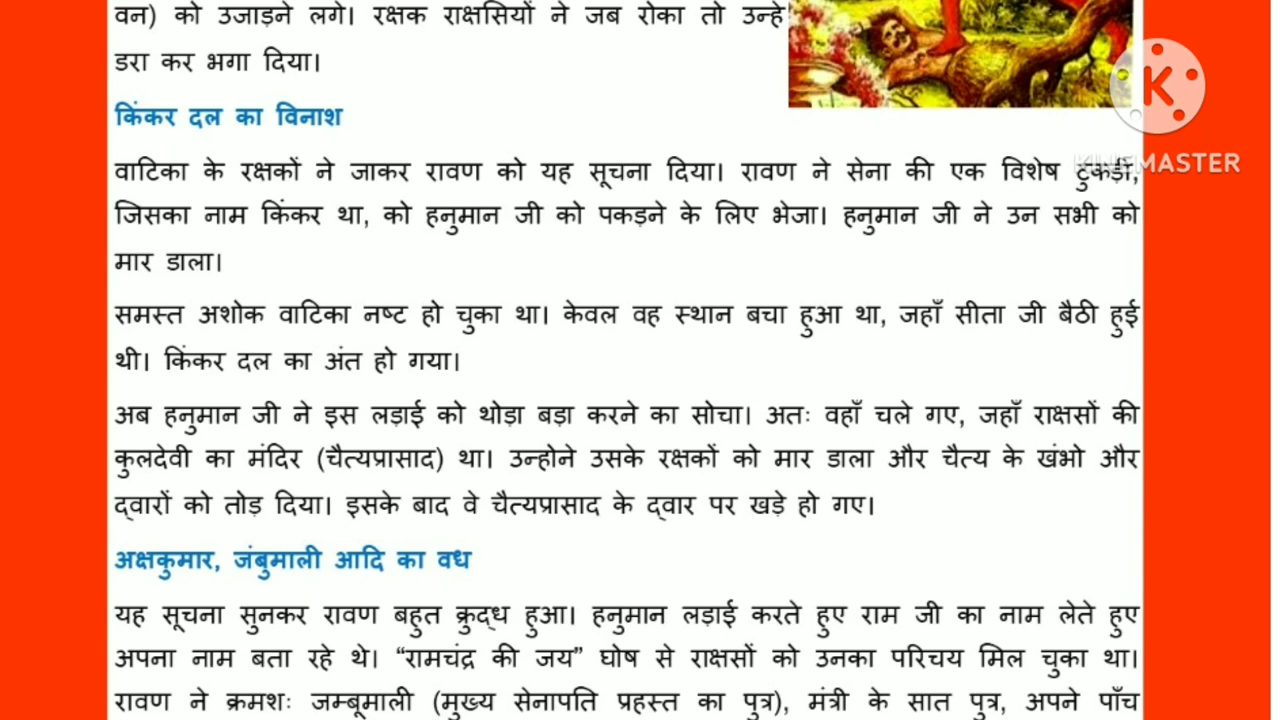 वन) को उजाड़ने लगे। रक्षक राक्षसियों ने जब रोका तो उन्हे
डरा कर भगा दिया।
किंकर दल का विनाश
वाटिका के रक्षकों ने जाकर रावण को यह सूचना दिया। रावण ने सेना की एक विशेष टुकड़ी,
जिसका नाम किंकर था, को हनुमान जी को पकड़ने के लिए भेजा। हनुमान जी ने उन सभी को
मार डाला।
समस्त अशोक वाटिका नष्ट हो चुका था। केवल वह स्थान बचा हुआ था, जहाँ सीता जी बैठी हुई
थी। किंकर दल का अंत हो गया।
अब हनुमान जी ने इस लड़ाई को थोड़ा बड़ा करने का सोचा। अतः वहाँ चले गए, जहाँ राक्षसों की
कुलदेवी का मंदिर (चैत्यप्रासाद) था। उन्होने उसके रक्षकों को मार डाला और चैत्य के खंभो और
द्वारों को तोड़ दिया। इसके बाद वे चैत्यप्रासाद के द्वार पर खड़े हो गए।
अक्षकुमार, जंबुमाली आदि का वध
यह सूचना सुनकर रावण बहुत क्रुद्ध हुआ। हनुमान लड़ाई करते हुए राम जी का नाम लेते हुए
अपना नाम बता रहे थे। “रामचंद्र की जय” घोष से राक्षसों को उनका परिचय मिल चुका था।
रावण ने क्रमशः जम्बूमाली (मुख्य सेनापति प्रहस्त का पुत्र), मंत्री के सात पुत्र, अपने पाँच
K
KINEMASTER